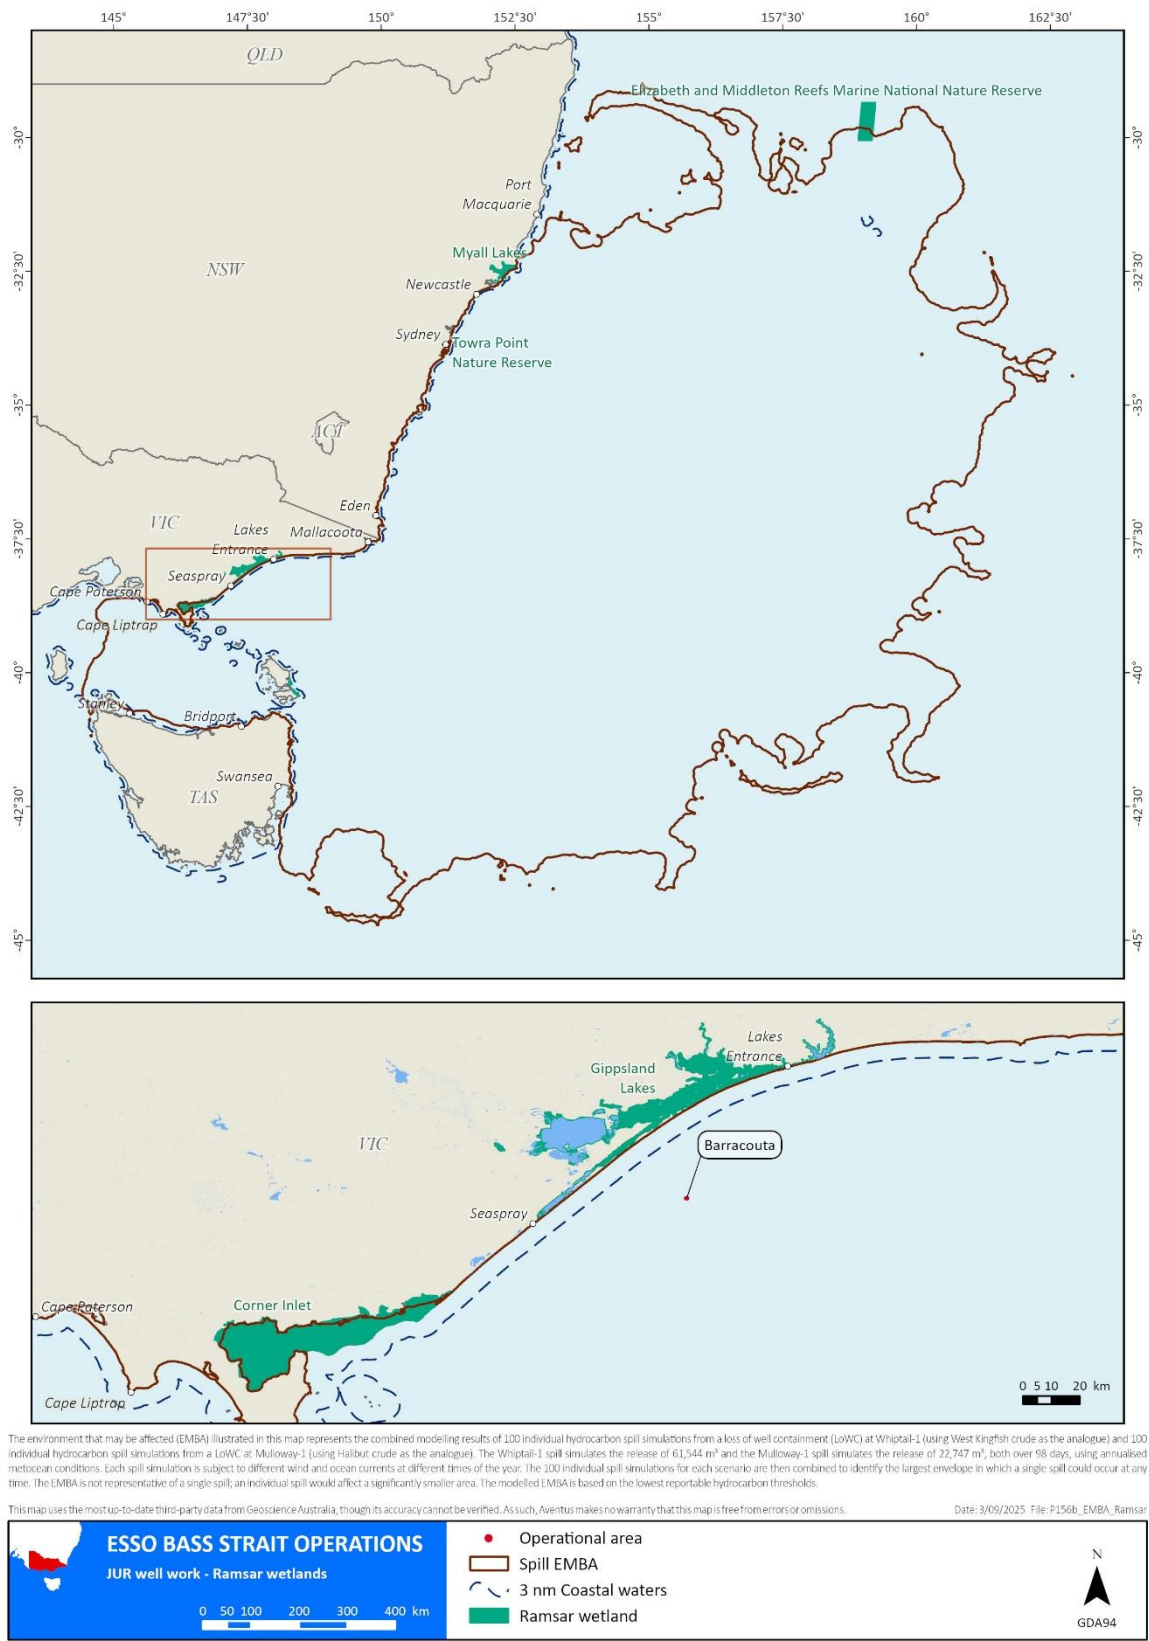 145° 147°30' 150° 152°30' 155° 157°30' 160° 162°30'
QLD
Elizabeth and Middleton Reefs Marine National Nature Reserve
-30° -30°
Port
Macquarie
Myall Lakes
-32°30' -32°30'
NSW
Newcastle
Sydney
Towra Point
Nature Reserve
-35° -35°
ACT
Eden
VIC
Lakes
Entrance
Mallacoota
-37°30' -37°30'
Seaspray
Cape Paterson
Cape Liptrap
-40° -40°
Stanley
Bridport
Swansea
TAS
-42°30' -42°30'
-45° -45°
Lakes
Entrance
Gippsland
Lakes
VIC
Barracouta
Seaspray
Corner Inlet
Cape Paterson
Cape Liptrap
0 5 10 20 km
The environment that may be affected (EMBA) illustrated in this map represents the combined modelling results of 100 individual hydrocarbon spill simulations from a loss of well containment (LoWC) at Whiptail-1 (using West Kingfish crude as the analogue) and 100
individual hydrocarbon spill simulations from a LoWC at Mulloway-1 (using Halibut crude as the analogue). The Whiptail-1 spill simulates the release of 61,544 m³ and the Mulloway-1 spill simulates the release of 22,747 m³, both over 98 days, using annualised
metocean conditions. Each spill simulation is subject to different wind and ocean currents at different times of the year. The 100 individual spill simulations for each scenario are then combined to identify the largest envelope in which a single spill could occur at any
time. The EMBA is not representative of a single spill; an individual spill would affect a significantly smaller area. The modelled EMBA is based on the lowest reportable hydrocarbon thresholds.
This map uses the most up-to-date third-party data from Geoscience Australia, though its accuracy cannot be verified. As such, Aventus makes no warranty that this map is free from errors or omissions. Date: 3/09/2025 File: P156b_EMBA_Ramsar
ESSO BASS STRAIT OPERATIONS
JUR well work - Ramsar wetlands
0 50 100 200 300 400 km
Operational area
Spill EMBA
3 nm Coastal waters
Ramsar wetland
N
GDA94